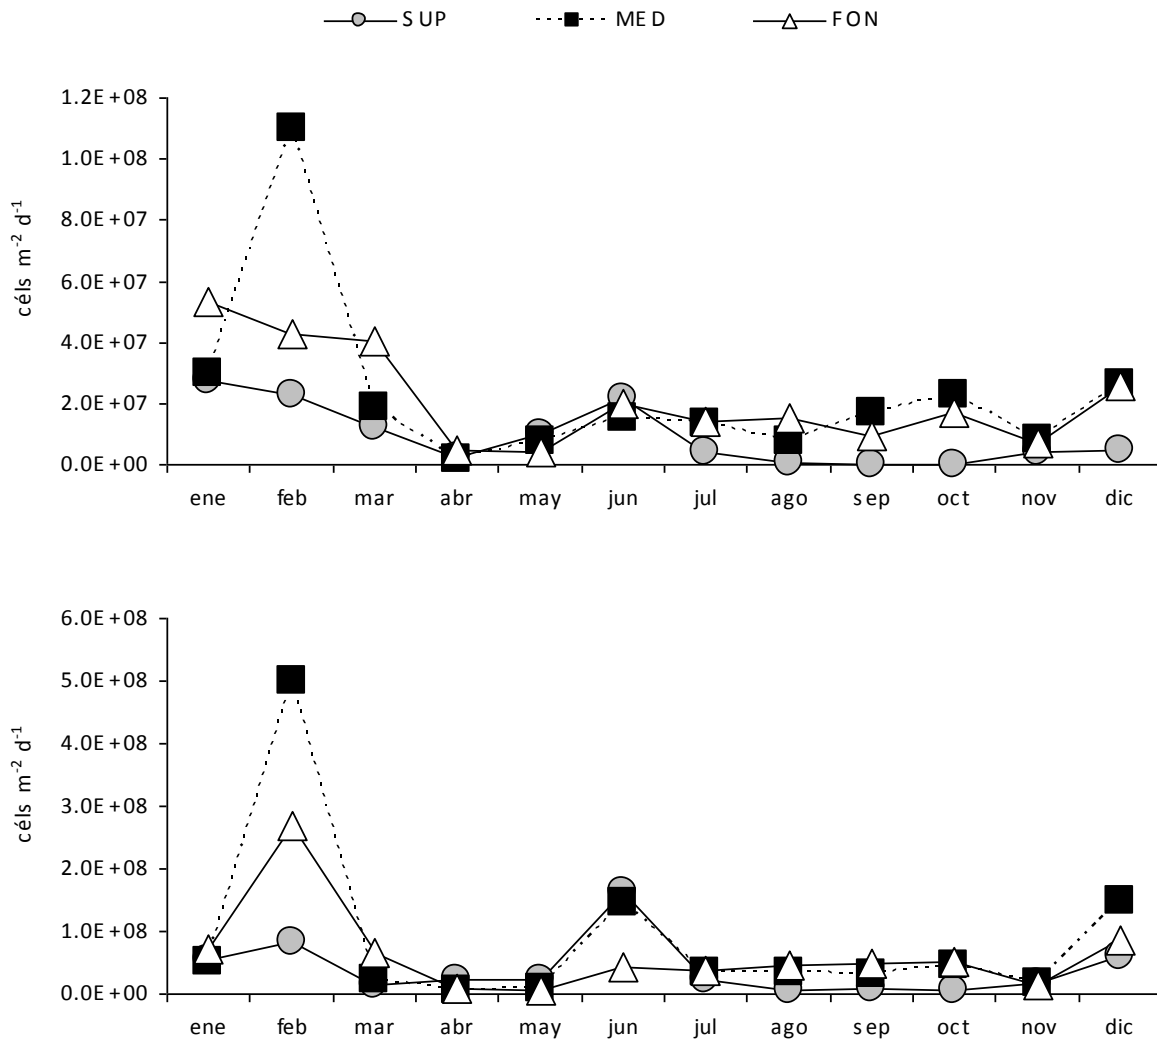 SUP MED FON
1.2E+08
1.0E+08
8.0E+07
6.0E+07
4.0E+07
2.0E+07
0.0E+00
céls m-2 d-1
ene feb mar abr may jun jul ago sep oct nov dic
6.0E+08
5.0E+08
4.0E+08
3.0E+08
2.0E+08
1.0E+08
0.0E+00
céls m-2 d-1
ene feb mar abr may jun jul ago sep oct nov dic